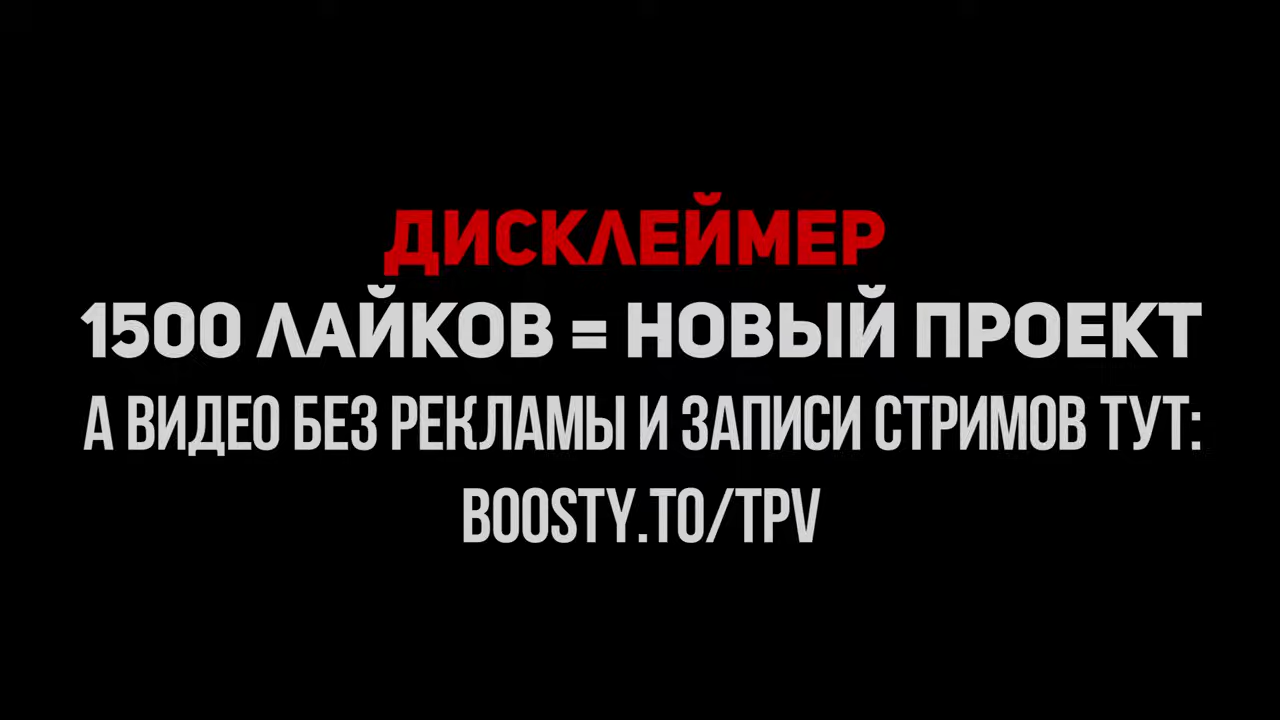 ДИСКЛЕЙМЕР
1500 ЛАЙКОВ = НОВЫЙ ПРОЕКТ
А ВИДЕО БЕЗ РЕКЛАМЫ И ЗАПИСИ СТРИМОВ ТУТ:
BOOSTY.TO/TPV